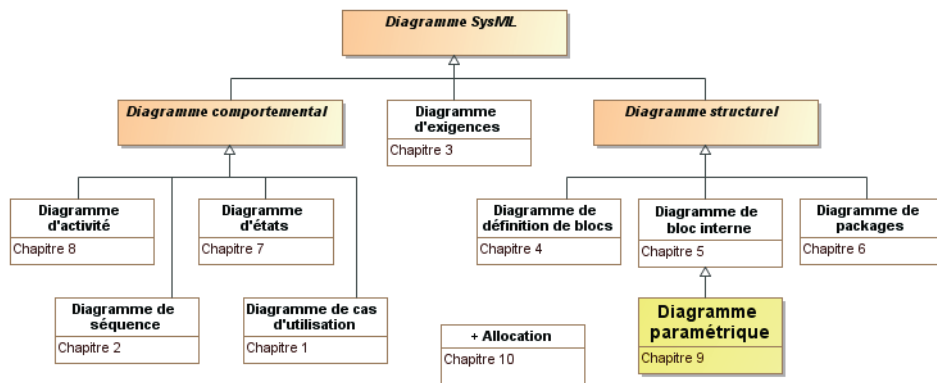 Diagramme SysML
Diagramme comportemental
Diagramme
d'exigences
Chapitre 3
Diagramme structurel
Diagramme
d'activité
Chapitre 8
Diagramme
d'états
Chapitre 7
Diagramme de
définition de blocs
Chapitre 4
Diagramme de
bloc interne
Chapitre 5
Diagramme de
packages
Chapitre 6
Diagramme de
séquence
Chapitre 2
Diagramme de cas
d'utilisation
Chapitre 1
+ Allocation
Chapitre 10
Diagramme
paramétrique
Chapitre 9